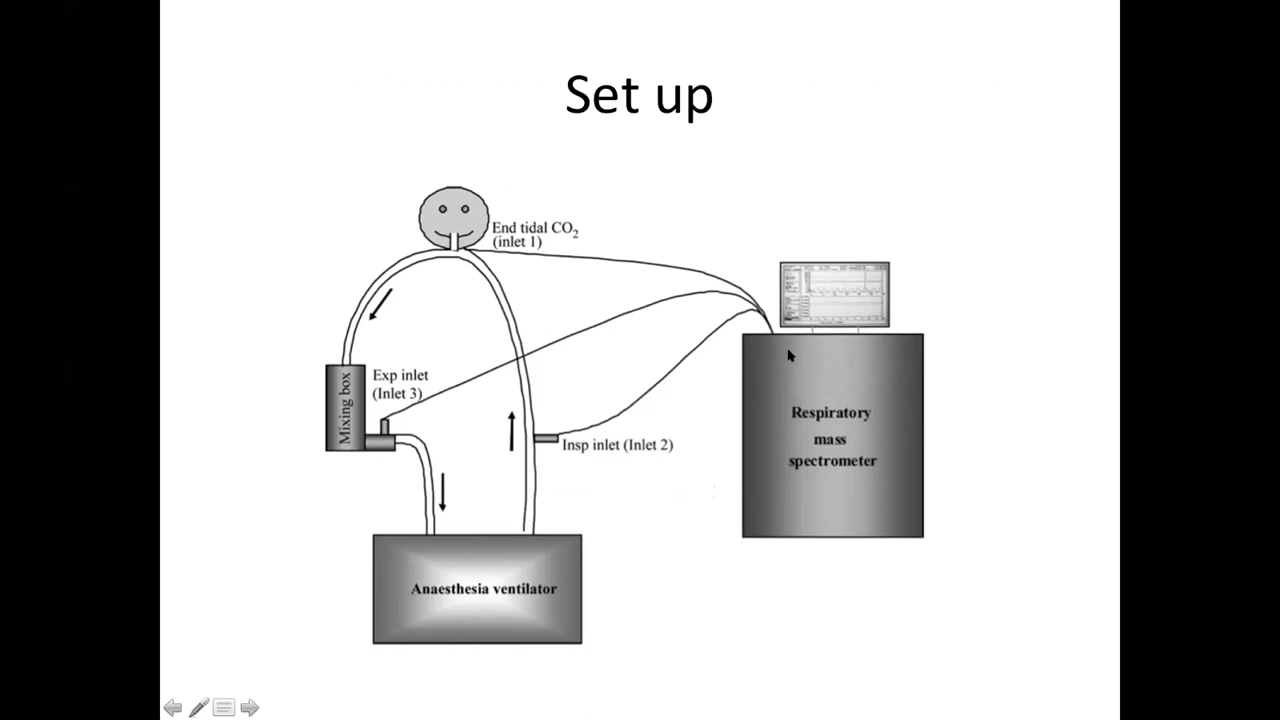 Set up
End tidal CO2
(inlet 1)
Exp inlet
(Inlet 3)
Mixing box
Insp inlet (Inlet 2)
Respiratory
mass
spectrometer
Anaesthesia ventilator